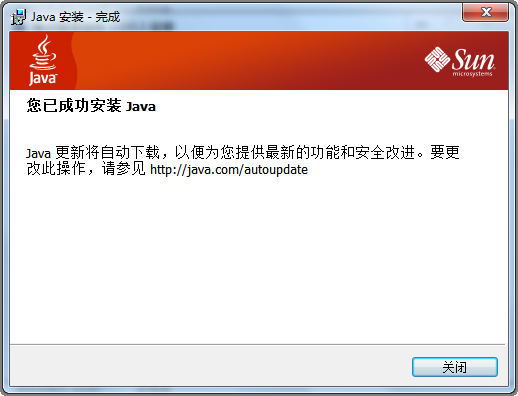 Java 安装 - 完成
Java
Sun
microsystems
您已成功安装 Java
Java 更新将自动下载，以便为您提供最新的功能和安全改进。要更
改此操作，请参见 http://java.com/autoupdate
关闭